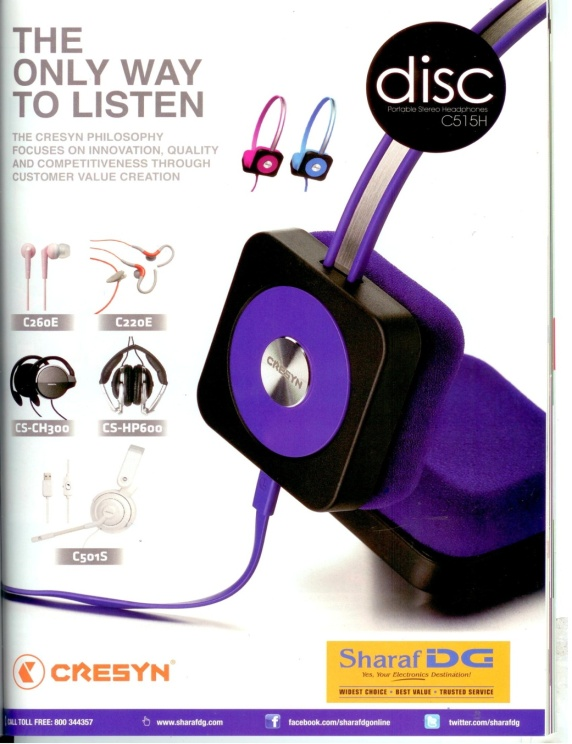 THE
ONLY WAY
TO LISTEN
THE CRESYN PHILOSOPHY
FOCUSES ON INNOVATION, QUALITY
AND COMPETITIVENESS THROUGH
CUSTOMER VALUE CREATION
disc
Portable Stereo Headphones
C515H
C260E
C220E
CS-CH300
CS-HP600
C501S
CRESYN
CRESYN®
Sharaf DG
Yes, Your Electronics Destination!
WIDEST CHOICE • BEST VALUE • TRUSTED SERVICE
CALL TOLL FREE: 800 344357
www.sharafdg.com
facebook.com/sharafdgonline
twitter.com/sharafdg